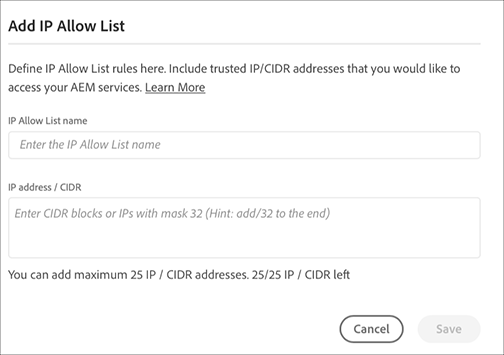 Add IP Allow List
Define IP Allow List rules here. Include trusted IP/CIDR addresses that you would like to
access your AEM services. Learn More
IP Allow List name
Enter the IP Allow List name
IP address / CIDR
Enter CIDR blocks or IPs with mask 32 (Hint: add/32 to the end)
You can add maximum 25 IP / CIDR addresses. 25/25 IP / CIDR left
Cancel
Save